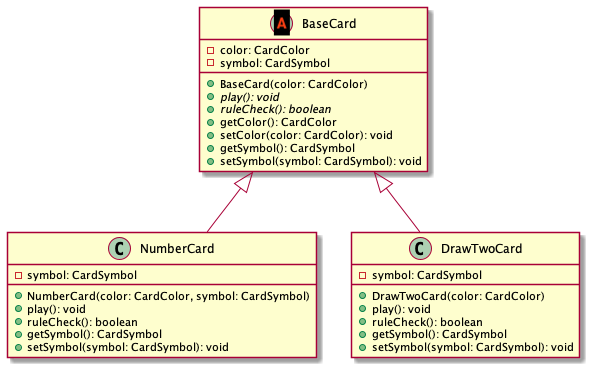 A BaseCard
color: CardColor
symbol: CardSymbol
BaseCard(color: CardColor)
play(): void
ruleCheck(): boolean
getColor(): CardColor
setColor(color: CardColor): void
getSymbol(): CardSymbol
setSymbol(symbol: CardSymbol): void
C NumberCard
symbol: CardSymbol
NumberCard(color: CardColor, symbol: CardSymbol)
play(): void
ruleCheck(): boolean
getSymbol(): CardSymbol
setSymbol(symbol: CardSymbol): void
C DrawTwoCard
symbol: CardSymbol
DrawTwoCard(color: CardColor)
play(): void
ruleCheck(): boolean
getSymbol(): CardSymbol
setSymbol(symbol: CardSymbol): void